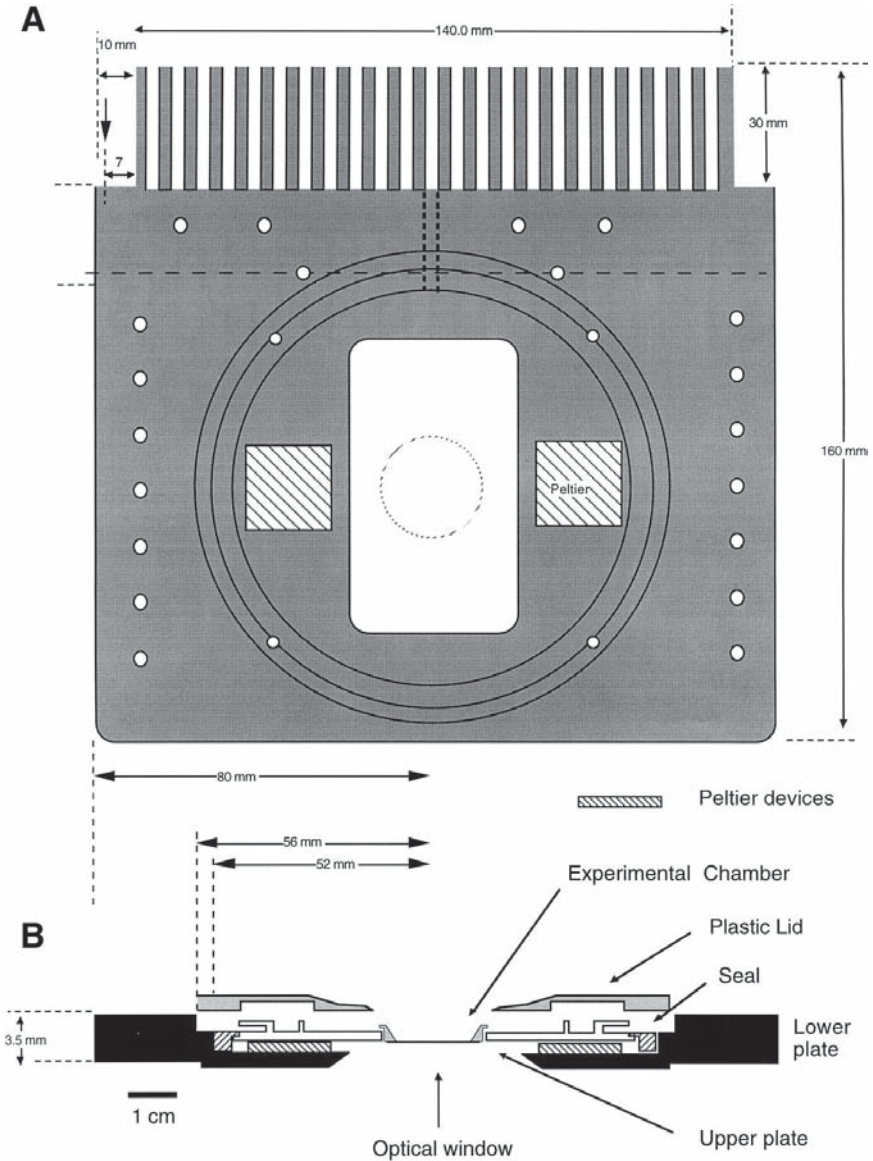 A
140.0 mm
10 mm
30 mm
7
160 mm
Peltier
80 mm
Peltier devices
56 mm
52 mm
Experimental Chamber
B
Plastic Lid
Seal
3.5 mm
Lower
plate
1 cm
Optical window
Upper plate